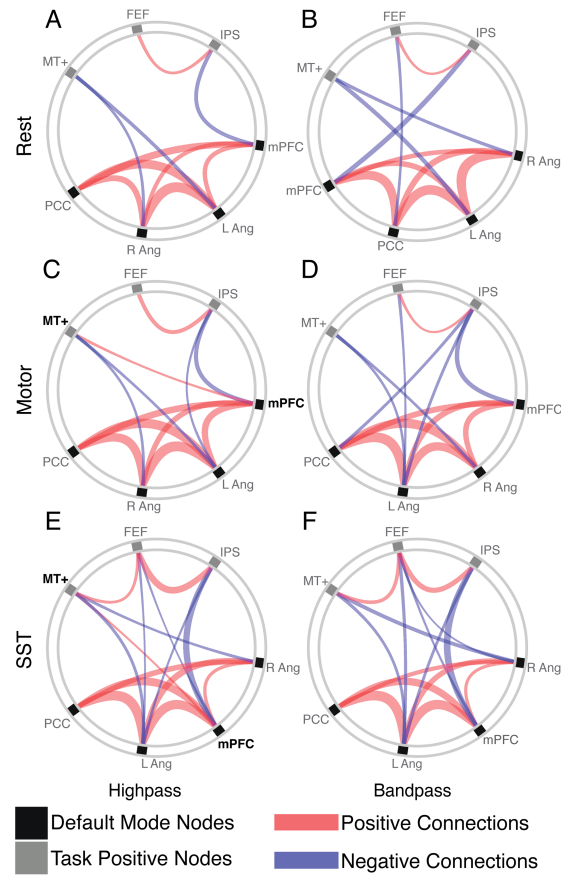 A
FEF
IPS
MT+
Rest
mPFC
PCC
L Ang
R Ang
B
FEF
IPS
MT+
R Ang
mPFC
L Ang
PCC
C
FEF
IPS
MT+
Motor
mPFC
PCC
L Ang
R Ang
D
FEF
IPS
MT+
mPFC
PCC
R Ang
L Ang
E
FEF
IPS
MT+
SST
R Ang
PCC
mPFC
L Ang
F
FEF
IPS
MT+
R Ang
PCC
mPFC
L Ang
Highpass
Bandpass
Default Mode Nodes
Positive Connections
Task Positive Nodes
Negative Connections